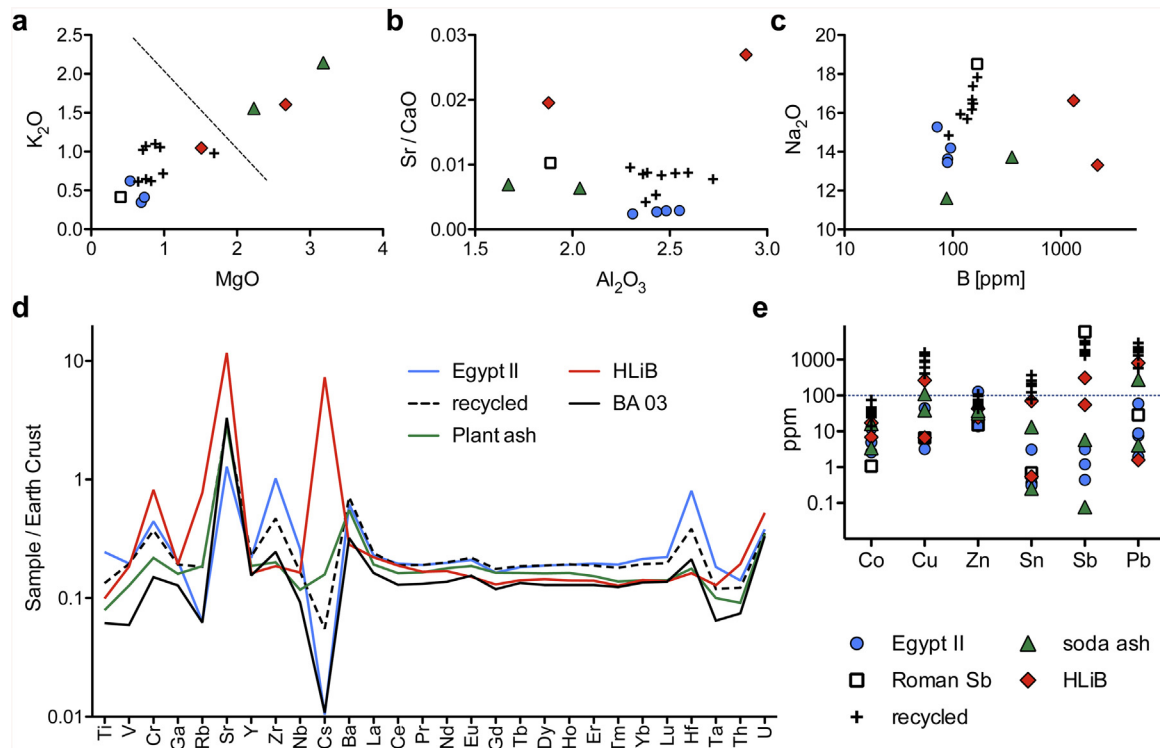 a
b
c
2.5
2.0
1.5
1.0
0.5
0.0
K2O
0
1
2
3
4
MgO
0.03
0.02
0.01
0.00
Sr / CaO
1.5
2.0
2.5
3.0
Al2O3
20
18
16
14
12
10
Na2O
10
100
1000
B [ppm]
d
e
10
1
0.1
0.01
Sample / Earth Crust
Egypt II
HLiB
recycled
BA 03
Plant ash
Ti V Cr Ga Rb Sr Y Zr Nb Cs Ba La Ce Pr Nd Eu Gd Tb Dy Ho Er Tm Yb Lu Hf Ta Th U
1000
100
10
1
0.1
ppm
Co Cu Zn Sn Sb Pb
Egypt II
soda ash
Roman Sb
HLiB
recycled